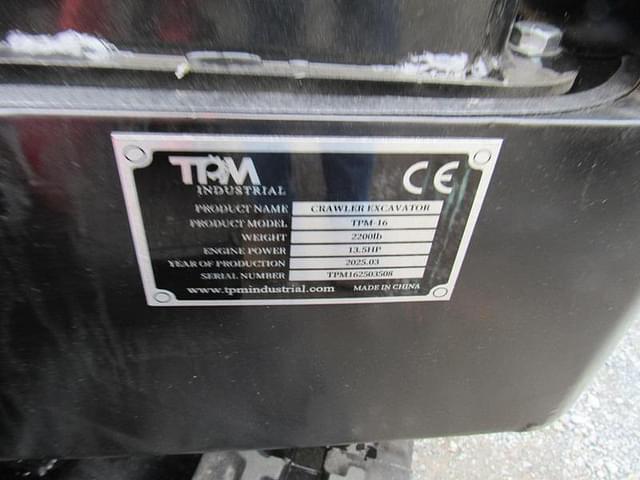 TPM
INDUSTRIAL
CE
PRODUCT NAME CRAWLER EXCAVATOR
PRODUCT MODEL TPM-16
WEIGHT 2200lb
ENGINE POWER 13.5HP
YEAR OF PRODUCTION 2025.03
SERIAL NUMBER TPM162503508
www.tpmindustrial.com MADE IN CHINA